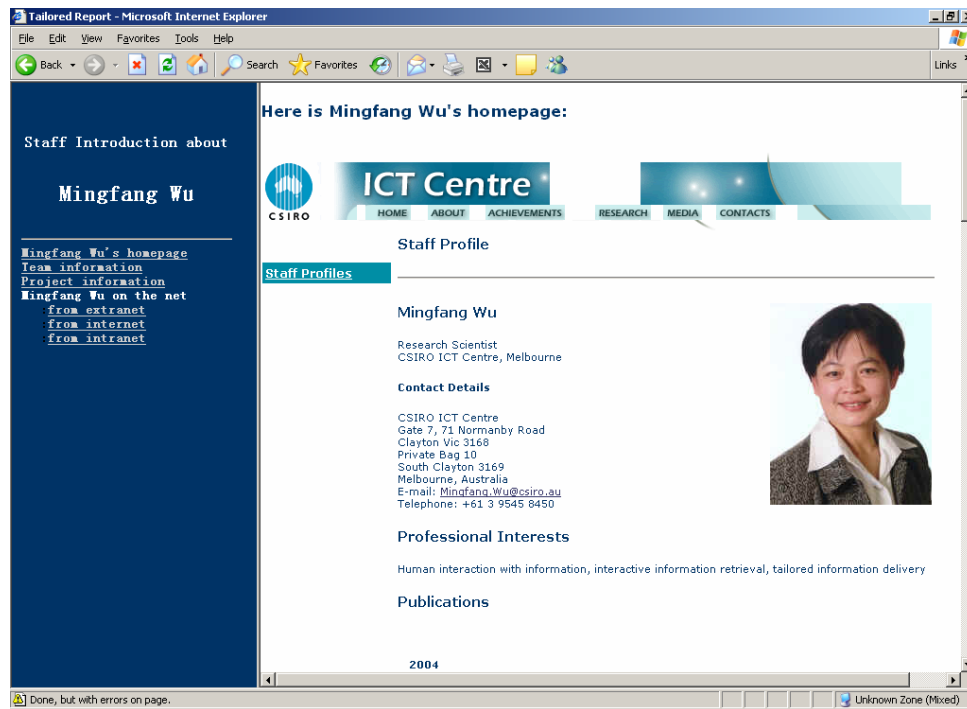 Tailored Report - Microsoft Internet Explorer
File Edit View Favorites Tools Help
Back Search Favorites Links
Staff Introduction about
Mingfang Wu
Mingfang Wu's homepage
Team information
Project information
Mingfang Wu on the net
from extranet
from internet
from intranet
Here is Mingfang Wu's homepage:
CSIRO
ICT Centre
HOME ABOUT ACHIEVEMENTS RESEARCH MEDIA CONTACTS
Staff Profile
Staff Profiles
Mingfang Wu
Research Scientist
CSIRO ICT Centre, Melbourne
Contact Details
CSIRO ICT Centre
Gate 7, 71 Normanby Road
Clayton Vic 3168
Private Bag 10
South Clayton 3169
Melbourne, Australia
E-mail: Mingfang.Wu@csiro.au
Telephone: +61 3 9545 8450
Professional Interests
Human interaction with information, interactive information retrieval, tailored information delivery
Publications
2004
Done, but with errors on page. Unknown Zone (Mixed)